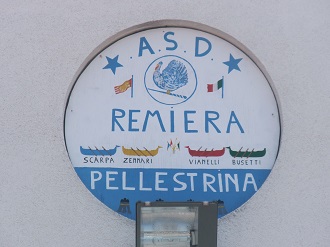 A.S.D
REMIERA
SCARPA ZENNARI VIANELLI BUSETTI
PELLESTRINA